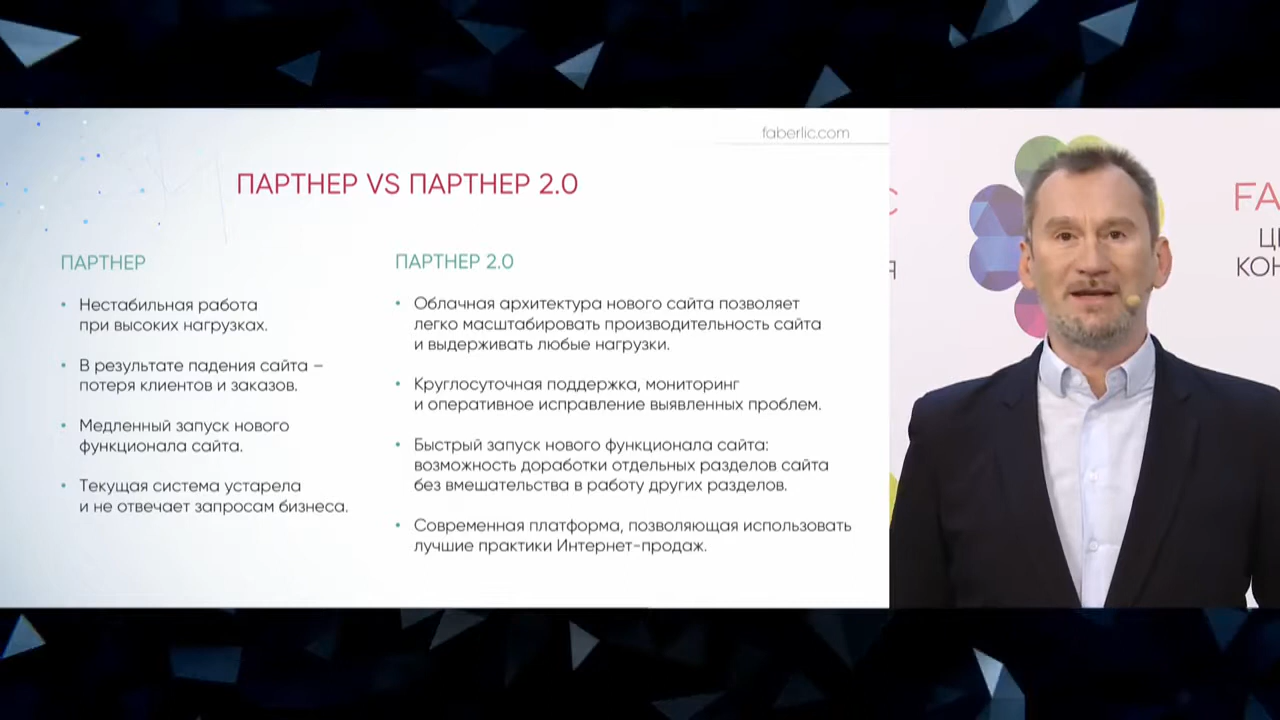 faberlic.com
ПАРТНЕР VS ПАРТНЕР 2.0
ПАРТНЕР
• Нестабильная работа
при высоких нагрузках.
• В результате падения сайта –
потеря клиентов и заказов.
• Медленный запуск нового
функционала сайта.
• Текущая система устарела
и не отвечает запросам бизнеса.
ПАРТНЕР 2.0
• Облачная архитектура нового сайта позволяет
легко масштабировать производительность сайта
и выдерживать любые нагрузки.
• Круглосуточная поддержка, мониторинг
и оперативное исправление выявленных проблем.
• Быстрый запуск нового функционала сайта:
возможность доработки отдельных разделов сайта
без вмешательства в работу других разделов.
• Современная платформа, позволяющая использовать
лучшие практики Интернет-продаж.
FA
КОН